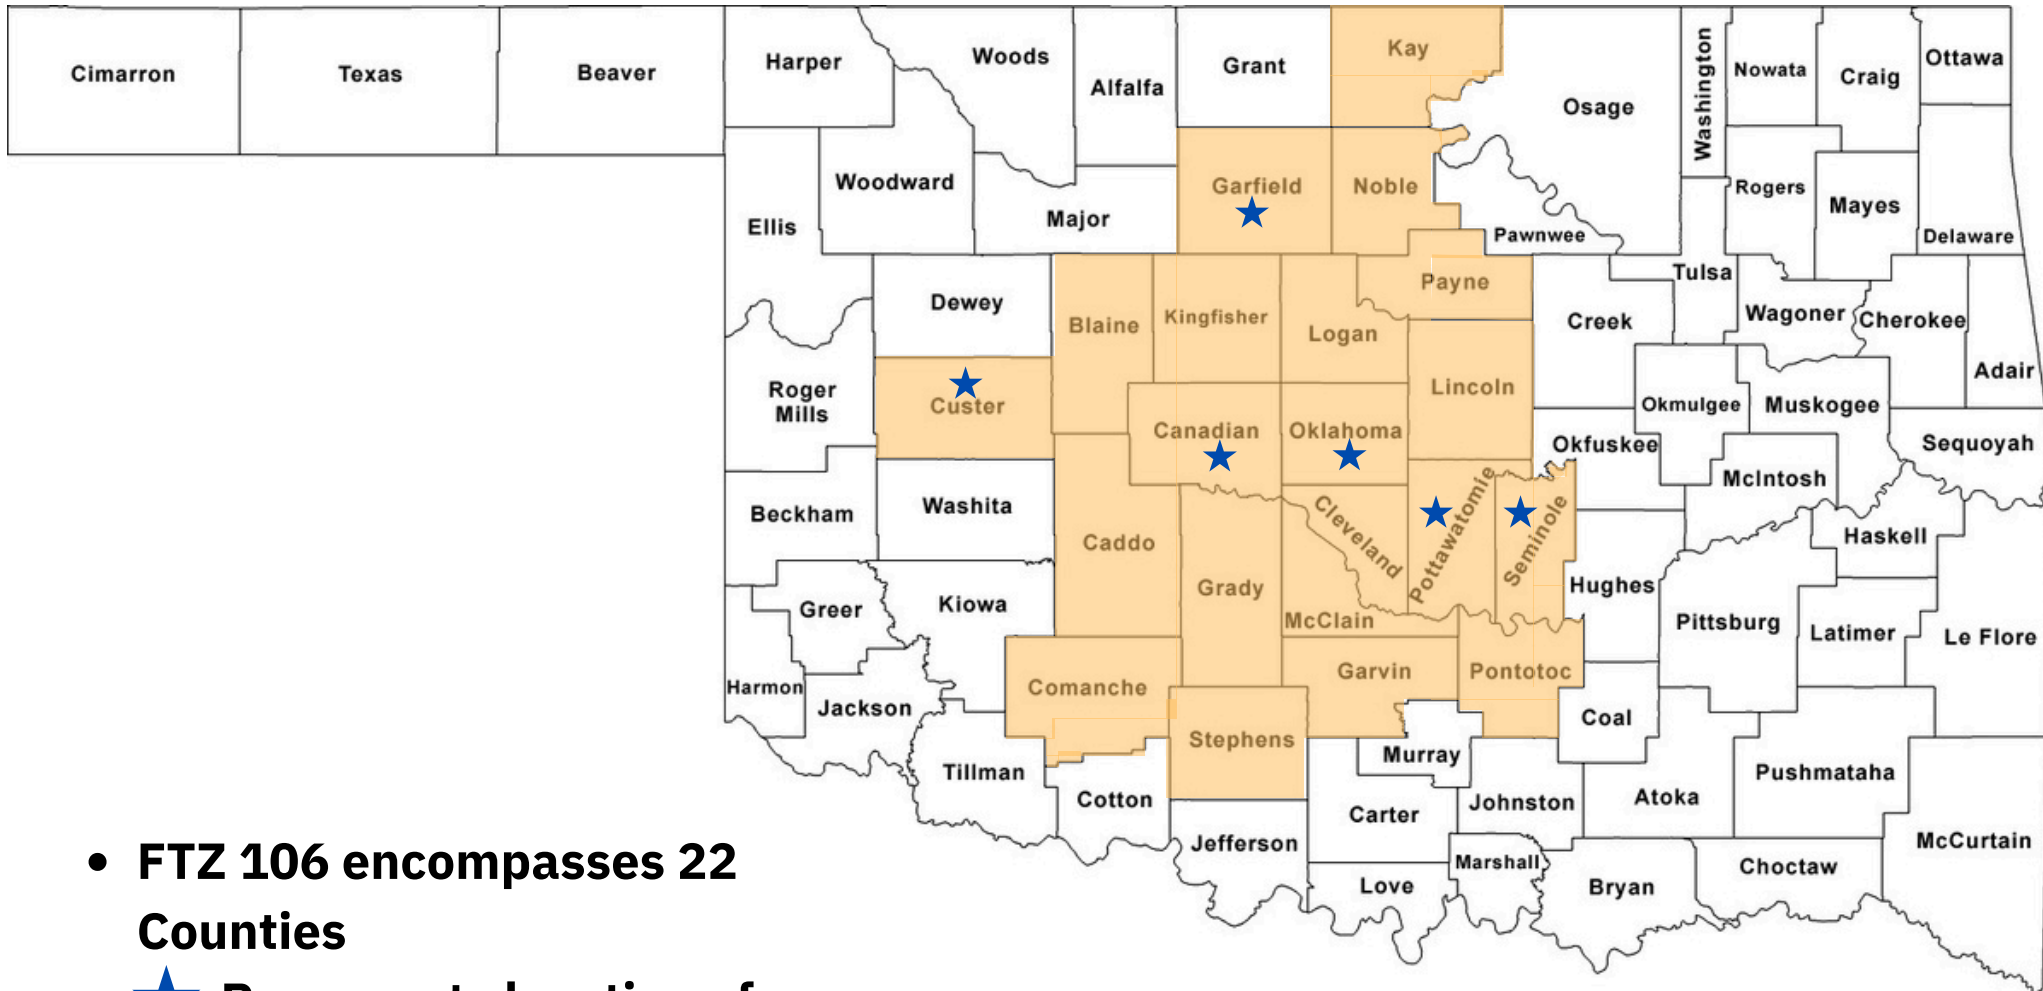 Cimarron
Texas
Beaver
Harper
Woods
Alfalfa
Grant
Kay
Osage
Washington
Nowata
Craig
Ottawa
Ellis
Woodward
Major
Garfield
Noble
Pawnwee
Rogers
Mayes
Delaware
Tulsa
Dewey
Blaine
Kingfisher
Logan
Payne
Creek
Wagoner
Cherokee
Adair
Roger
Mills
Custer
Canadian
Oklahoma
Lincoln
Okfuskee
Okmulgee
Muskogee
Sequoyah
McIntosh
Beckham
Washita
Caddo
Grady
Cleveland
Pottawatomie
Seminole
Hughes
Haskell
Greer
Kiowa
McClain
Pittsburg
Latimer
Le Flore
Harmon
Jackson
Comanche
Garvin
Pontotoc
Coal
Tillman
Cotton
Stephens
Murray
Johnston
Atoka
Pushmataha
Jefferson
Carter
Marshall
Love
Bryan
Choctaw
McCurtain
• FTZ 106 encompasses 22
Counties